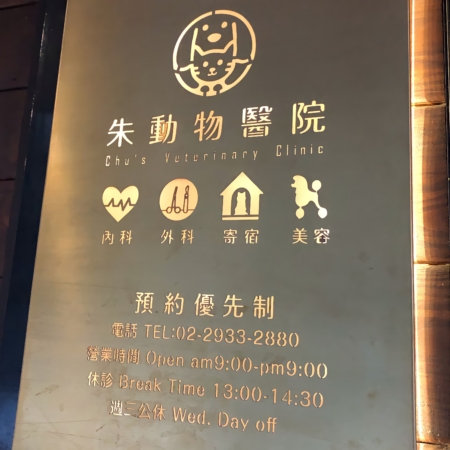 朱動物醫院
Chu's Veterinary Clinic
內科 外科 寄宿 美容
預約優先制
電話 TEL:02-2933-2880
營業時間 Open am9:00-pm9:00
休診 Break Time 13:00-14:30
週三公休 Wed. Day off